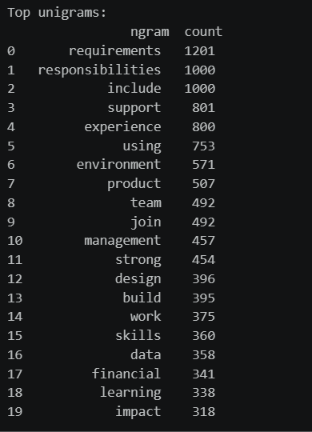 Top unigrams:
ngram count
0 requirements 1201
1 responsibilities 1000
2 include 1000
3 support 801
4 experience 800
5 using 753
6 environment 571
7 product 507
8 team 492
9 join 492
10 management 457
11 strong 454
12 design 396
13 build 395
14 work 375
15 skills 360
16 data 358
17 financial 341
18 learning 338
19 impact 318